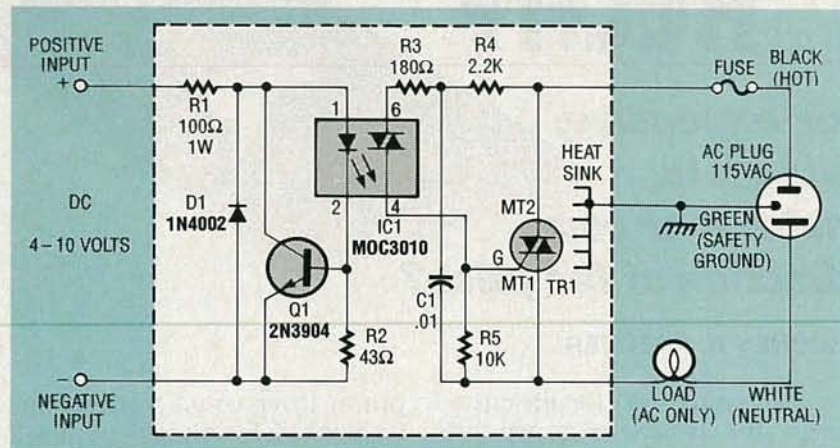 POSITIVE
INPUT
+
R1
100Ω
1W
D1
1N4002
DC
4–10 VOLTS
Q1
2N3904
R2
43Ω
–
NEGATIVE
INPUT
1
6
2
4
IC1
MOC3010
R3
180Ω
R4
2.2K
C1
.01
R5
10K
G
MT2
MT1
TR1
HEAT
SINK
FUSE
BLACK
(HOT)
AC PLUG
115VAC
GREEN
(SAFETY
GROUND)
LOAD
(AC ONLY)
WHITE
(NEUTRAL)